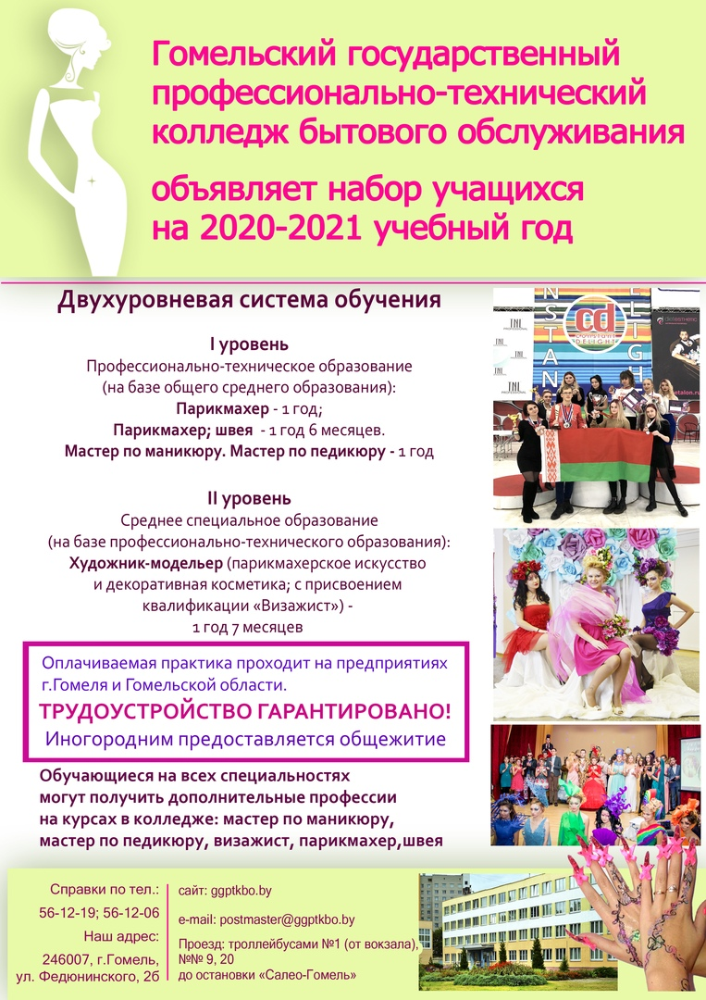 Гомельский государственный
профессионально-технический
колледж бытового обслуживания
объявляет набор учащихся
на 2020-2021 учебный год
Двухуровневая система обучения
I уровень
Профессионально-техническое образование
(на базе общего среднего образования):
Парикмахер - 1 год;
Парикмахер; швея - 1 год 6 месяцев.
Мастер по маникюру. Мастер по педикюру - 1 год
II уровень
Среднее специальное образование
(на базе профессионально-технического образования):
Художник-модельер (парикмахерское искусство
и декоративная косметика; с присвоением
квалификации «Визажист») -
1 год 7 месяцев
Оплачиваемая практика проходит на предприятиях
г.Гомеля и Гомельской области.
ТРУДОУСТРОЙСТВО ГАРАНТИРОВАНО!
Иногородним предоставляется общежитие
Обучающиеся на всех специальностях
могут получить дополнительные профессии
на курсах в колледже: мастер по маникюру,
мастер по педикюру, визажист, парикмахер,швея
cd
DELIGHT
TNL
TNL
TNL
Справки по тел.:
56-12-19; 56-12-06
Наш адрес:
246007, г.Гомель,
ул. Федюнинского, 2б
сайт: ggptkbo.by
e-mail: postmaster@ggptkbo.by
Проезд: троллейбусами №1 (от вокзала),
№№ 9, 20
до остановки «Салео-Гомель»